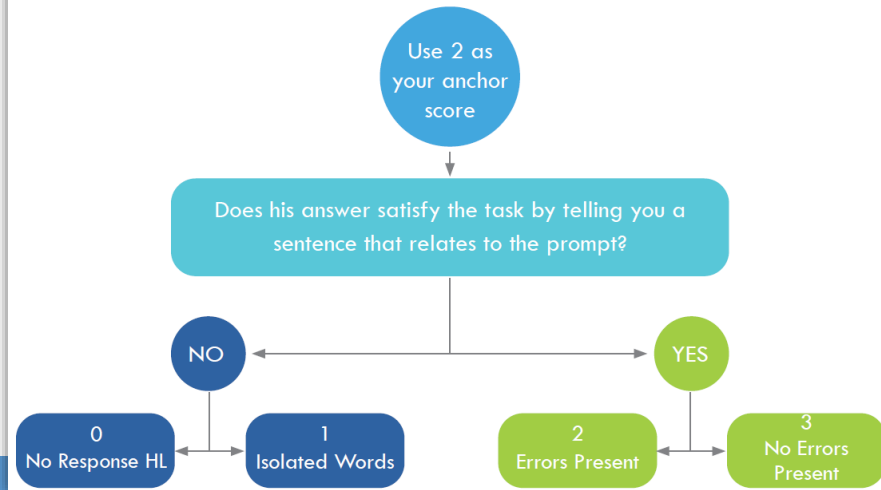 Use 2 as
your anchor
score
Does his answer satisfy the task by telling you a
sentence that relates to the prompt?
NO
YES
0
No Response HL
1
Isolated Words
2
Errors Present
3
No Errors
Present